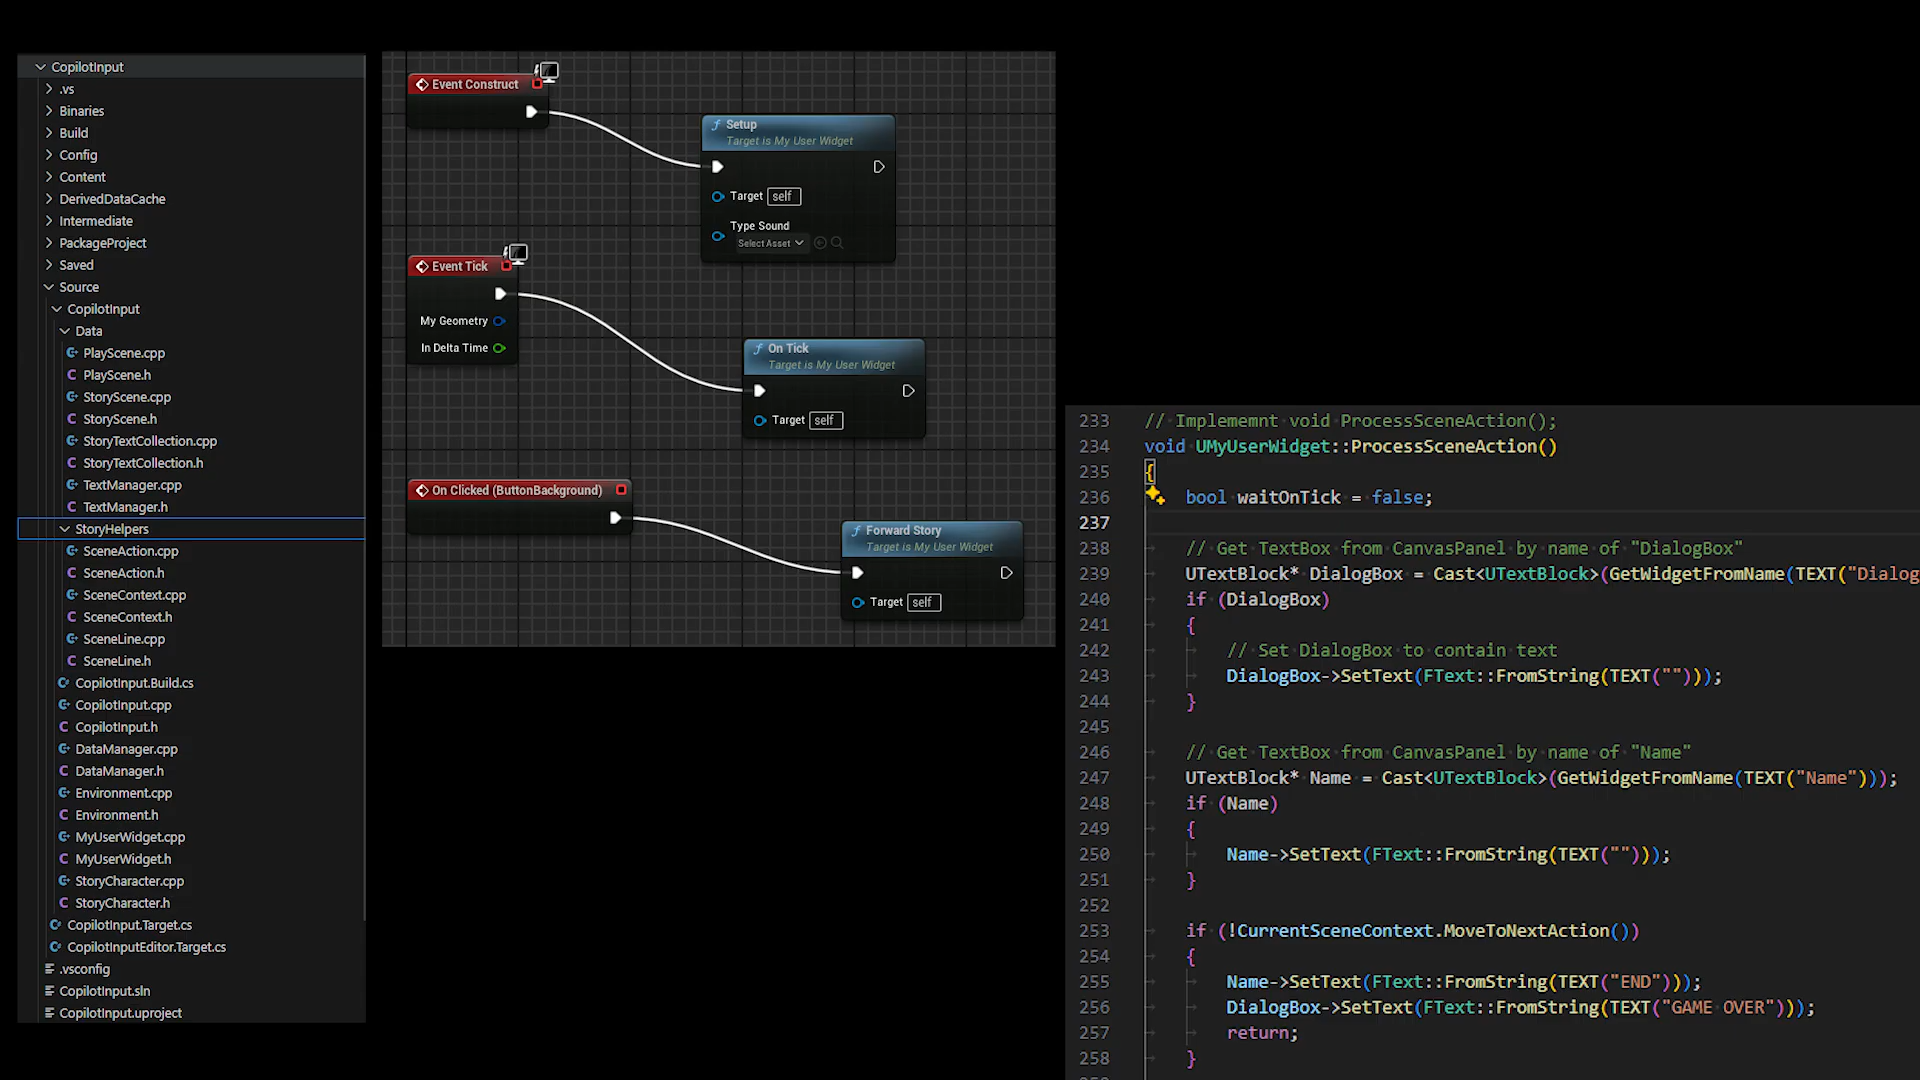 CopilotInput
.vs
Binaries
Build
Config
Content
DerivedDataCache
Intermediate
PackageProject
Saved
Source
CopilotInput
Data
PlayScene.cpp
PlayScene.h
StoryScene.cpp
StoryScene.h
StoryTextCollection.cpp
StoryTextCollection.h
TextManager.cpp
TextManager.h
StoryHelpers
SceneAction.cpp
SceneAction.h
SceneContext.cpp
SceneContext.h
SceneLine.cpp
SceneLine.h
CopilotInput.Build.cs
CopilotInput.cpp
CopilotInput.h
DataManager.cpp
DataManager.h
Environment.cpp
Environment.h
MyUserWidget.cpp
MyUserWidget.h
StoryCharacter.cpp
StoryCharacter.h
CopilotInput.Target.cs
CopilotInputEditor.Target.cs
.vsconfig
CopilotInput.sln
CopilotInput.uproject
Event Construct
f Setup
Target is My User Widget
Target self
Type Sound
Select Asset
Event Tick
My Geometry
In Delta Time
f On Tick
Target is My User Widget
Target self
On Clicked (ButtonBackground)
f Forward Story
Target is My User Widget
Target self
233 // Implememnt void ProcessSceneAction();
234 void UMyUserWidget::ProcessSceneAction()
235 {
236 bool waitOnTick = false;
237
238 // Get TextBox from CanvasPanel by name of "DialogBox"
239 UTextBlock* DialogBox = Cast<UTextBlock>(GetWidgetFromName(TEXT("Dialog
240 if (DialogBox)
241 {
242 // Set DialogBox to contain text
243 DialogBox->SetText(FText::FromString(TEXT("")));
244 }
245
246 // Get TextBox from CanvasPanel by name of "Name"
247 UTextBlock* Name = Cast<UTextBlock>(GetWidgetFromName(TEXT("Name")));
248 if (Name)
249 {
250 Name->SetText(FText::FromString(TEXT("")));
251 }
252
253 if (!CurrentSceneContext.MoveToNextAction())
254 {
255 Name->SetText(FText::FromString(TEXT("END")));
256 DialogBox->SetText(FText::FromString(TEXT("GAME OVER")));
257 return;
258 }